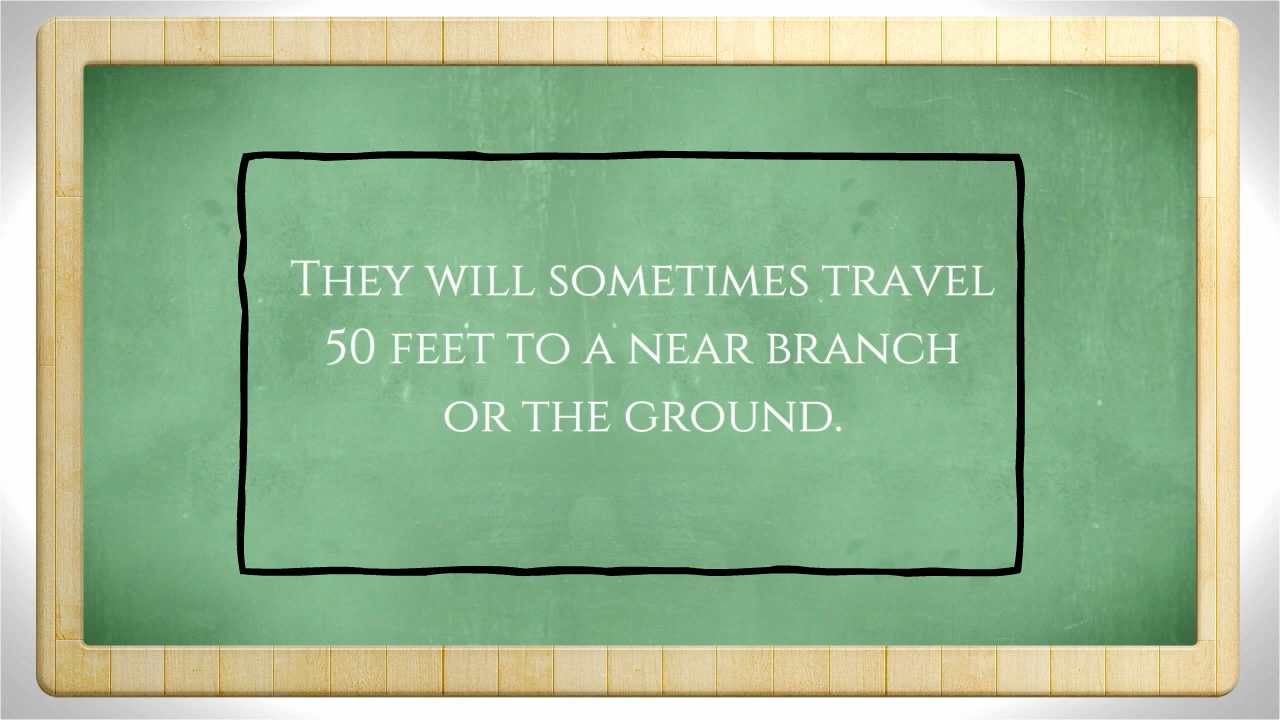 They will sometimes travel
50 feet to a near branch
or the ground.